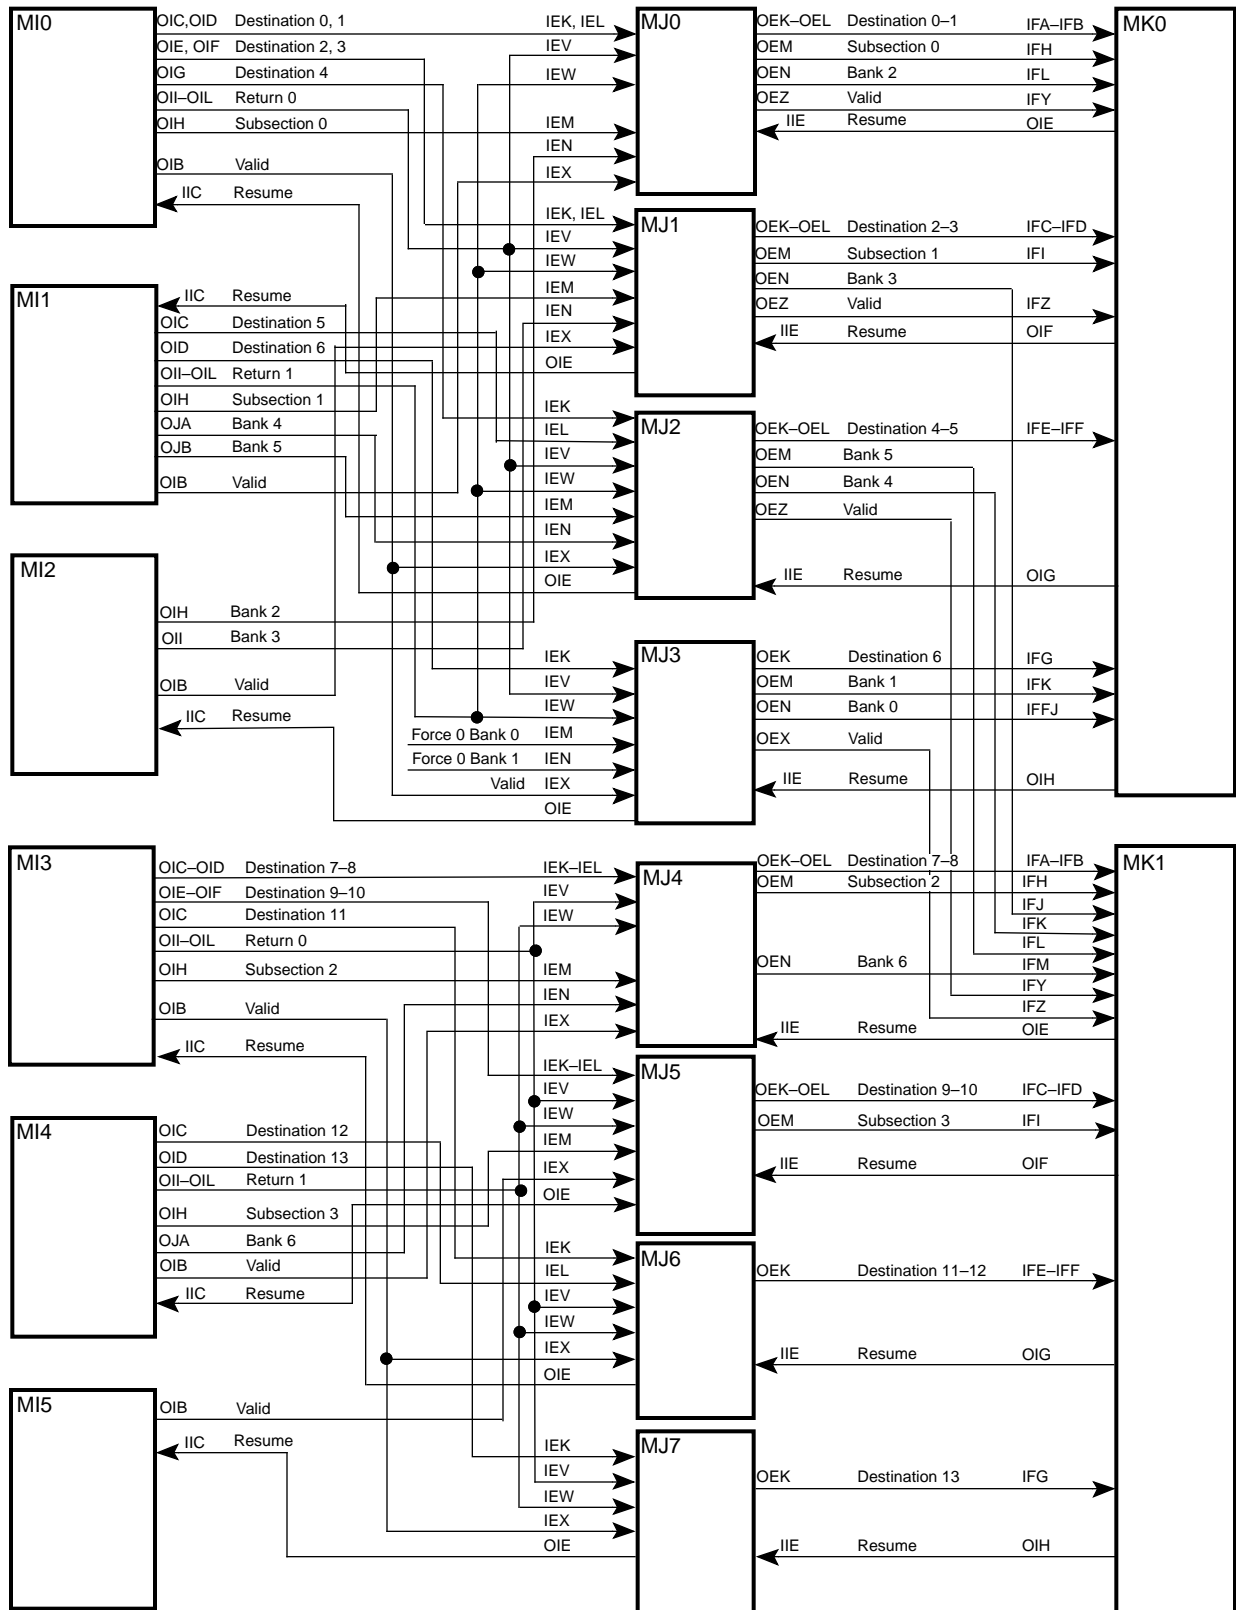 MI0
OIC,OID Destination 0, 1
OIE, OIF Destination 2, 3
OIG Destination 4
OII–OIL Return 0
OIH Subsection 0
OIB Valid
IIC Resume
MI1
IIC Resume
OIC Destination 5
OID Destination 6
OII–OIL Return 1
OIH Subsection 1
OJA Bank 4
OJB Bank 5
OIB Valid
MI2
OIH Bank 2
OII Bank 3
OIB Valid
IIC Resume
MI3
OIC–OID Destination 7–8
OIE–OIF Destination 9–10
OIC Destination 11
OII–OIL Return 0
OIH Subsection 2
OIB Valid
IIC Resume
MI4
OIC Destination 12
OID Destination 13
OII–OIL Return 1
OIH Subsection 3
OJA Bank 6
OIB Valid
IIC Resume
MI5
OIB Valid
IIC Resume
IEK, IEL
IEV
IEW
IEM
IEN
IEX
MJ0
OEK–OEL Destination 0–1 IFA–IFB
OEM Subsection 0 IFH
OEN Bank 2 IFL
OEZ Valid IFY
IIE Resume OIE
IEK, IEL
IEV
IEW
IEM
IEN
IEX
OIE
MJ1
OEK–OEL Destination 2–3 IFC–IFD
OEM Subsection 1 IFI
OEN Bank 3
OEZ Valid IFZ
IIE Resume OIF
IEK
IEL
IEV
IEW
IEM
IEN
IEX
OIE
MJ2
OEK–OEL Destination 4–5 IFE–IFF
OEM Bank 5
OEN Bank 4
OEZ Valid
IIE Resume OIG
IEK
IEV
IEW
Force 0 Bank 0 IEM
Force 0 Bank 1 IEN
Valid IEX
OIE
MJ3
OEK Destination 6 IFG
OEM Bank 1 IFK
OEN Bank 0 IFFJ
OEX Valid
IIE Resume OIH
MK0
IEK–IEL
IEV
IEW
IEM
IEN
IEX
MJ4
OEK–OEL Destination 7–8 IFA–IFB
OEM Subsection 2 IFH
IFJ
IFK
IFL
OEN Bank 6 IFM
IFY
IFZ
IIE Resume OIE
IEK–IEL
IEV
IEW
IEM
IEX
OIE
MJ5
OEK–OEL Destination 9–10 IFC–IFD
OEM Subsection 3 IFI
IIE Resume OIF
IEK
IEL
IEV
IEW
IEX
OIE
MJ6
OEK Destination 11–12 IFE–IFF
IIE Resume OIG
IEK
IEV
IEW
IEX
OIE
MJ7
OEK Destination 13 IFG
IIE Resume OIH
MK1